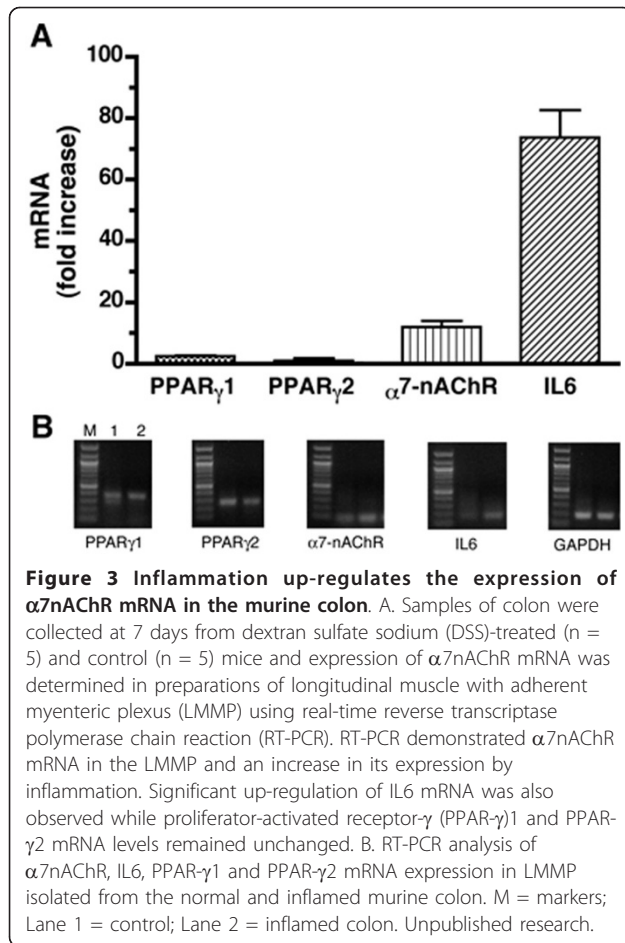 A
mRNA
(fold increase)
100
80
60
40
20
0
PPARγ1
PPARγ2
α7-nAChR
IL6
B
M 1 2
PPARγ1
PPARγ2
α7-nAChR
IL6
GAPDH
Figure 3 Inflammation up-regulates the expression of
α7nAChR mRNA in the murine colon. A. Samples of colon were
collected at 7 days from dextran sulfate sodium (DSS)-treated (n =
5) and control (n = 5) mice and expression of α7nAChR mRNA was
determined in preparations of longitudinal muscle with adherent
myenteric plexus (LMMP) using real-time reverse transcriptase
polymerase chain reaction (RT-PCR). RT-PCR demonstrated α7nAChR
mRNA in the LMMP and an increase in its expression by
inflammation. Significant up-regulation of IL6 mRNA was also
observed while proliferator-activated receptor-γ (PPAR-γ)1 and PPAR-
γ2 mRNA levels remained unchanged. B. RT-PCR analysis of
α7nAChR, IL6, PPAR-γ1 and PPAR-γ2 mRNA expression in LMMP
isolated from the normal and inflamed murine colon. M = markers;
Lane 1 = control; Lane 2 = inflamed colon. Unpublished research.